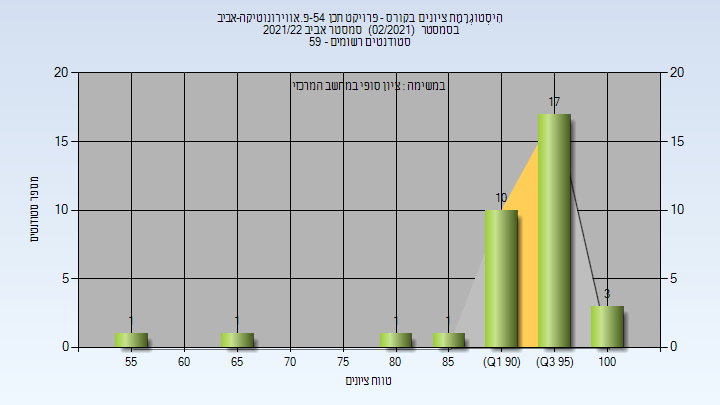 היסטוגרמת ציונים בקורס - פרויקט תכן 9-54. אווירונוטיקה-אביב
בסמסטר (02/2021) סמסטר אביב 2021/22
סטודנטים רשומים - 59
במשימה : ציון סופי במחשב המרכזי
20 20
15 15
10 10
5 5
0 0
1 1 1 1 10 17 3
55 60 65 70 75 80 85 (Q1 90) (Q3 95) 100
מספר סטודנטים
טווח ציונים